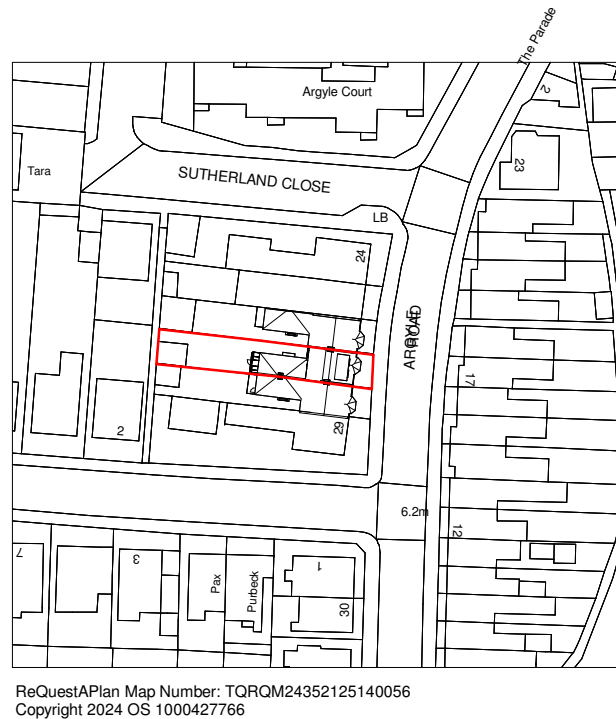 The Parade
Argyle Court
2
23
Tara
SUTHERLAND CLOSE
LB
24
ARGYLE
ROAD
17
29
2
6.2m
12
7
3
Pax
Purbeck
1
30
ReQuestAPlan Map Number: TQRQM24352125140056
Copyright 2024 OS 1000427766